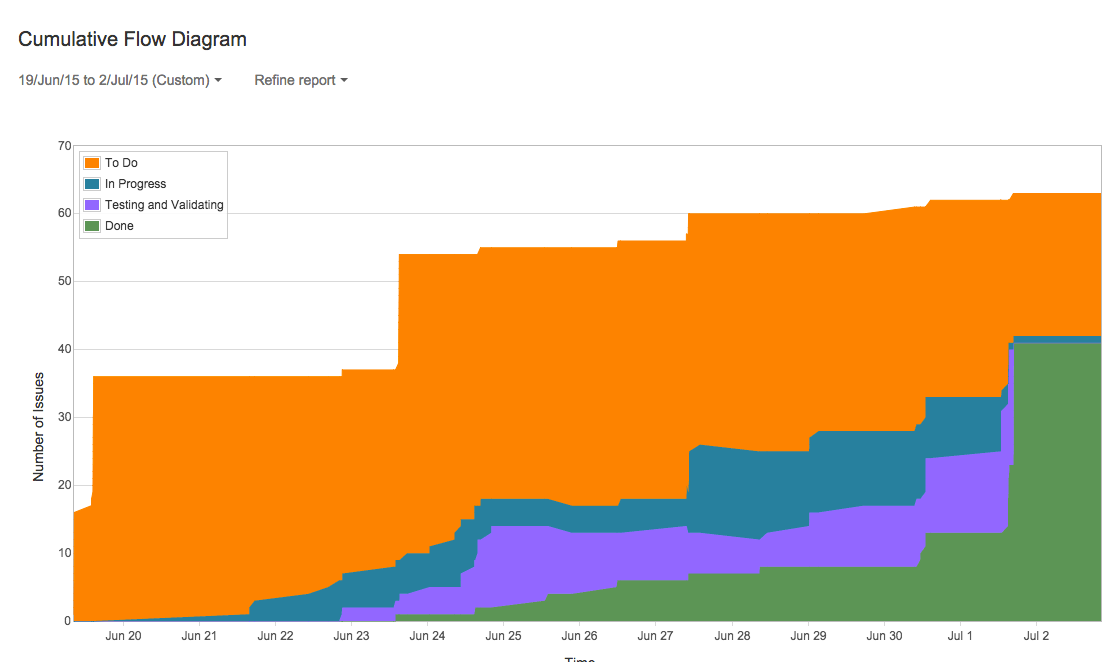 Cumulative Flow Diagram
19/Jun/15 to 2/Jul/15 (Custom) Refine report
70
To Do
In Progress
Testing and Validating
Done
60
50
40
30
20
10
0
Number of Issues
Jun 20 Jun 21 Jun 22 Jun 23 Jun 24 Jun 25 Jun 26 Jun 27 Jun 28 Jun 29 Jun 30 Jul 1 Jul 2
Time